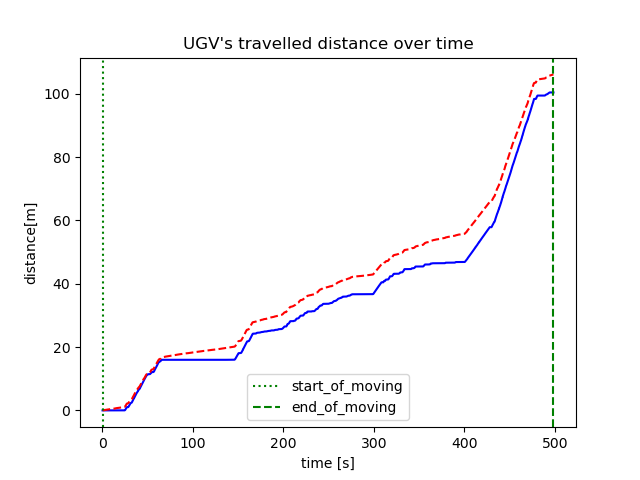 UGV's travelled distance over time
distance[m]
100
80
60
40
20
0
start_of_moving
end_of_moving
0 100 200 300 400 500
time [s]